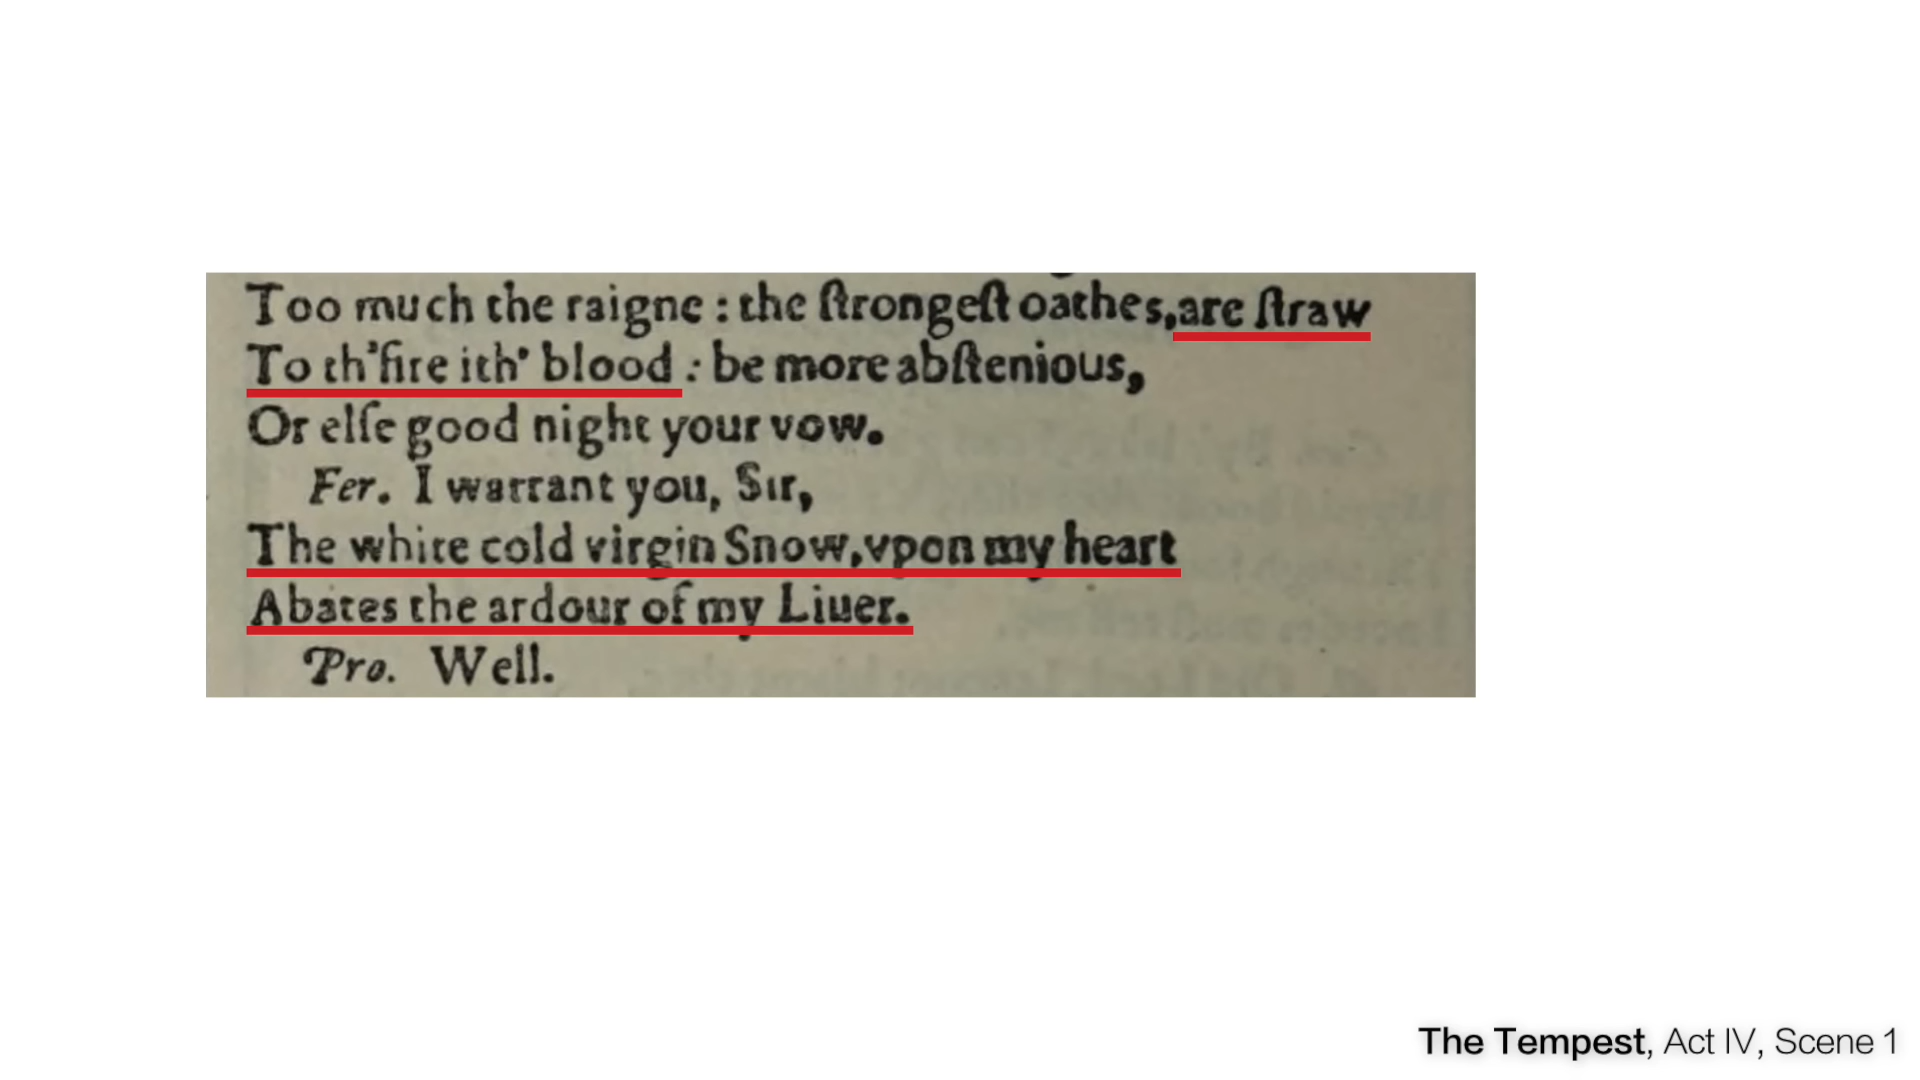 Too much the raigne : the ſtrongeſt oathes,are ſtraw
To th'fire ith' blood : be more abſtenious,
Or elſe good night your vow.
Fer. I warrant you, Sir,
The white cold virgin Snow,vpon my heart
Abates the ardour of my Liuer.
Pro. Well.
The Tempest, Act IV, Scene 1